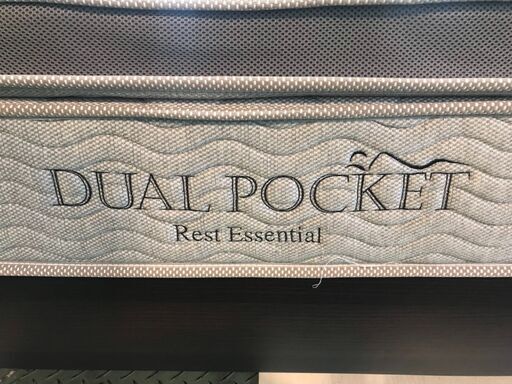 DUAL POCKET
Rest Essential